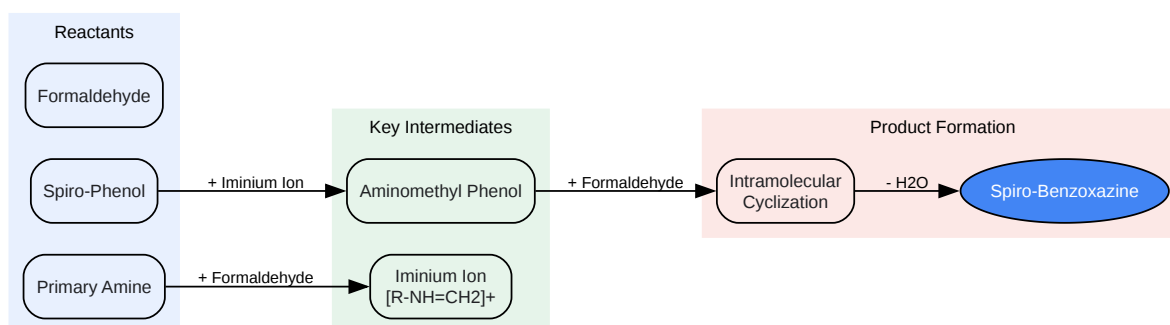 Reactants
Formaldehyde
Key Intermediates
Product Formation
Spiro-Phenol
+ Iminium Ion
Aminomethyl Phenol
+ Formaldehyde
Intramolecular
Cyclization
- H2O
Spiro-Benzoxazine
Primary Amine
+ Formaldehyde
Iminium Ion
[R-NH=CH2]+